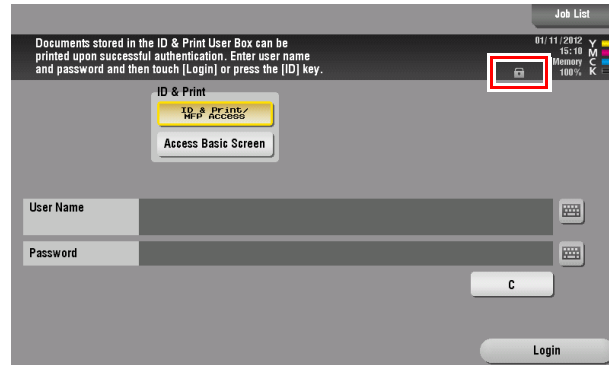 Job List
Documents stored in the ID & Print User Box can be
printed upon successful authentication. Enter user name
and password and then touch [Login] or press the [ID] key.
01/11/2012
15:10
Memory
100%
Y
M
C
K
ID & Print
ID & Print/
MFP Access
Access Basic Screen
User Name
Password
C
Login